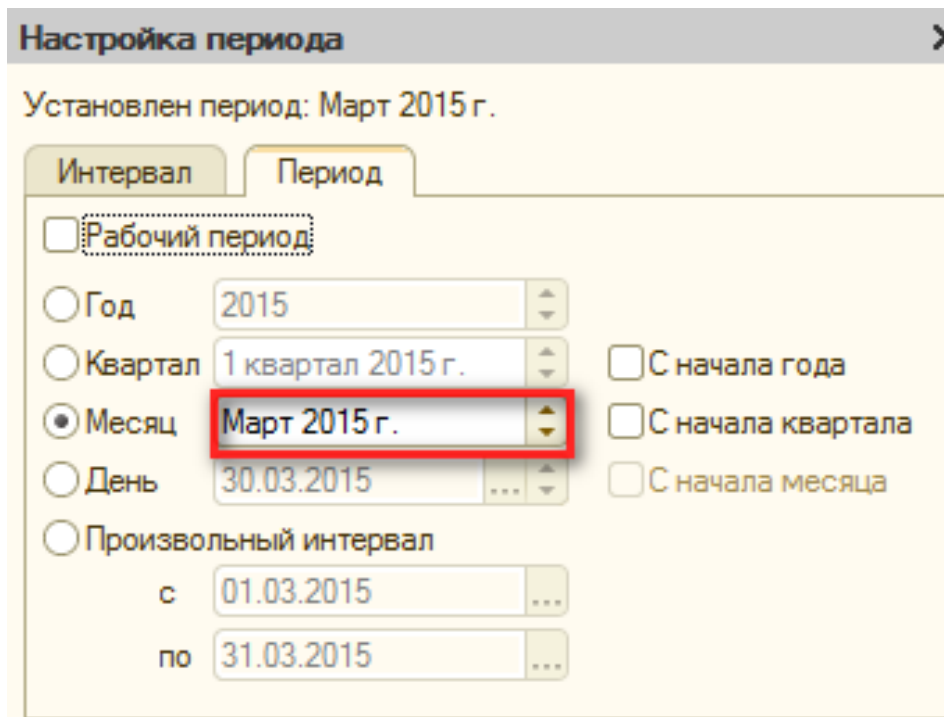 Настройка периода
Установлен период: Март 2015 г.
Интервал Период
Рабочий период
Год 2015
Квартал 1 квартал 2015 г. С начала года
Месяц Март 2015 г. С начала квартала
День 30.03.2015 ... С начала месяца
Произвольный интервал
с 01.03.2015 ...
по 31.03.2015 ...